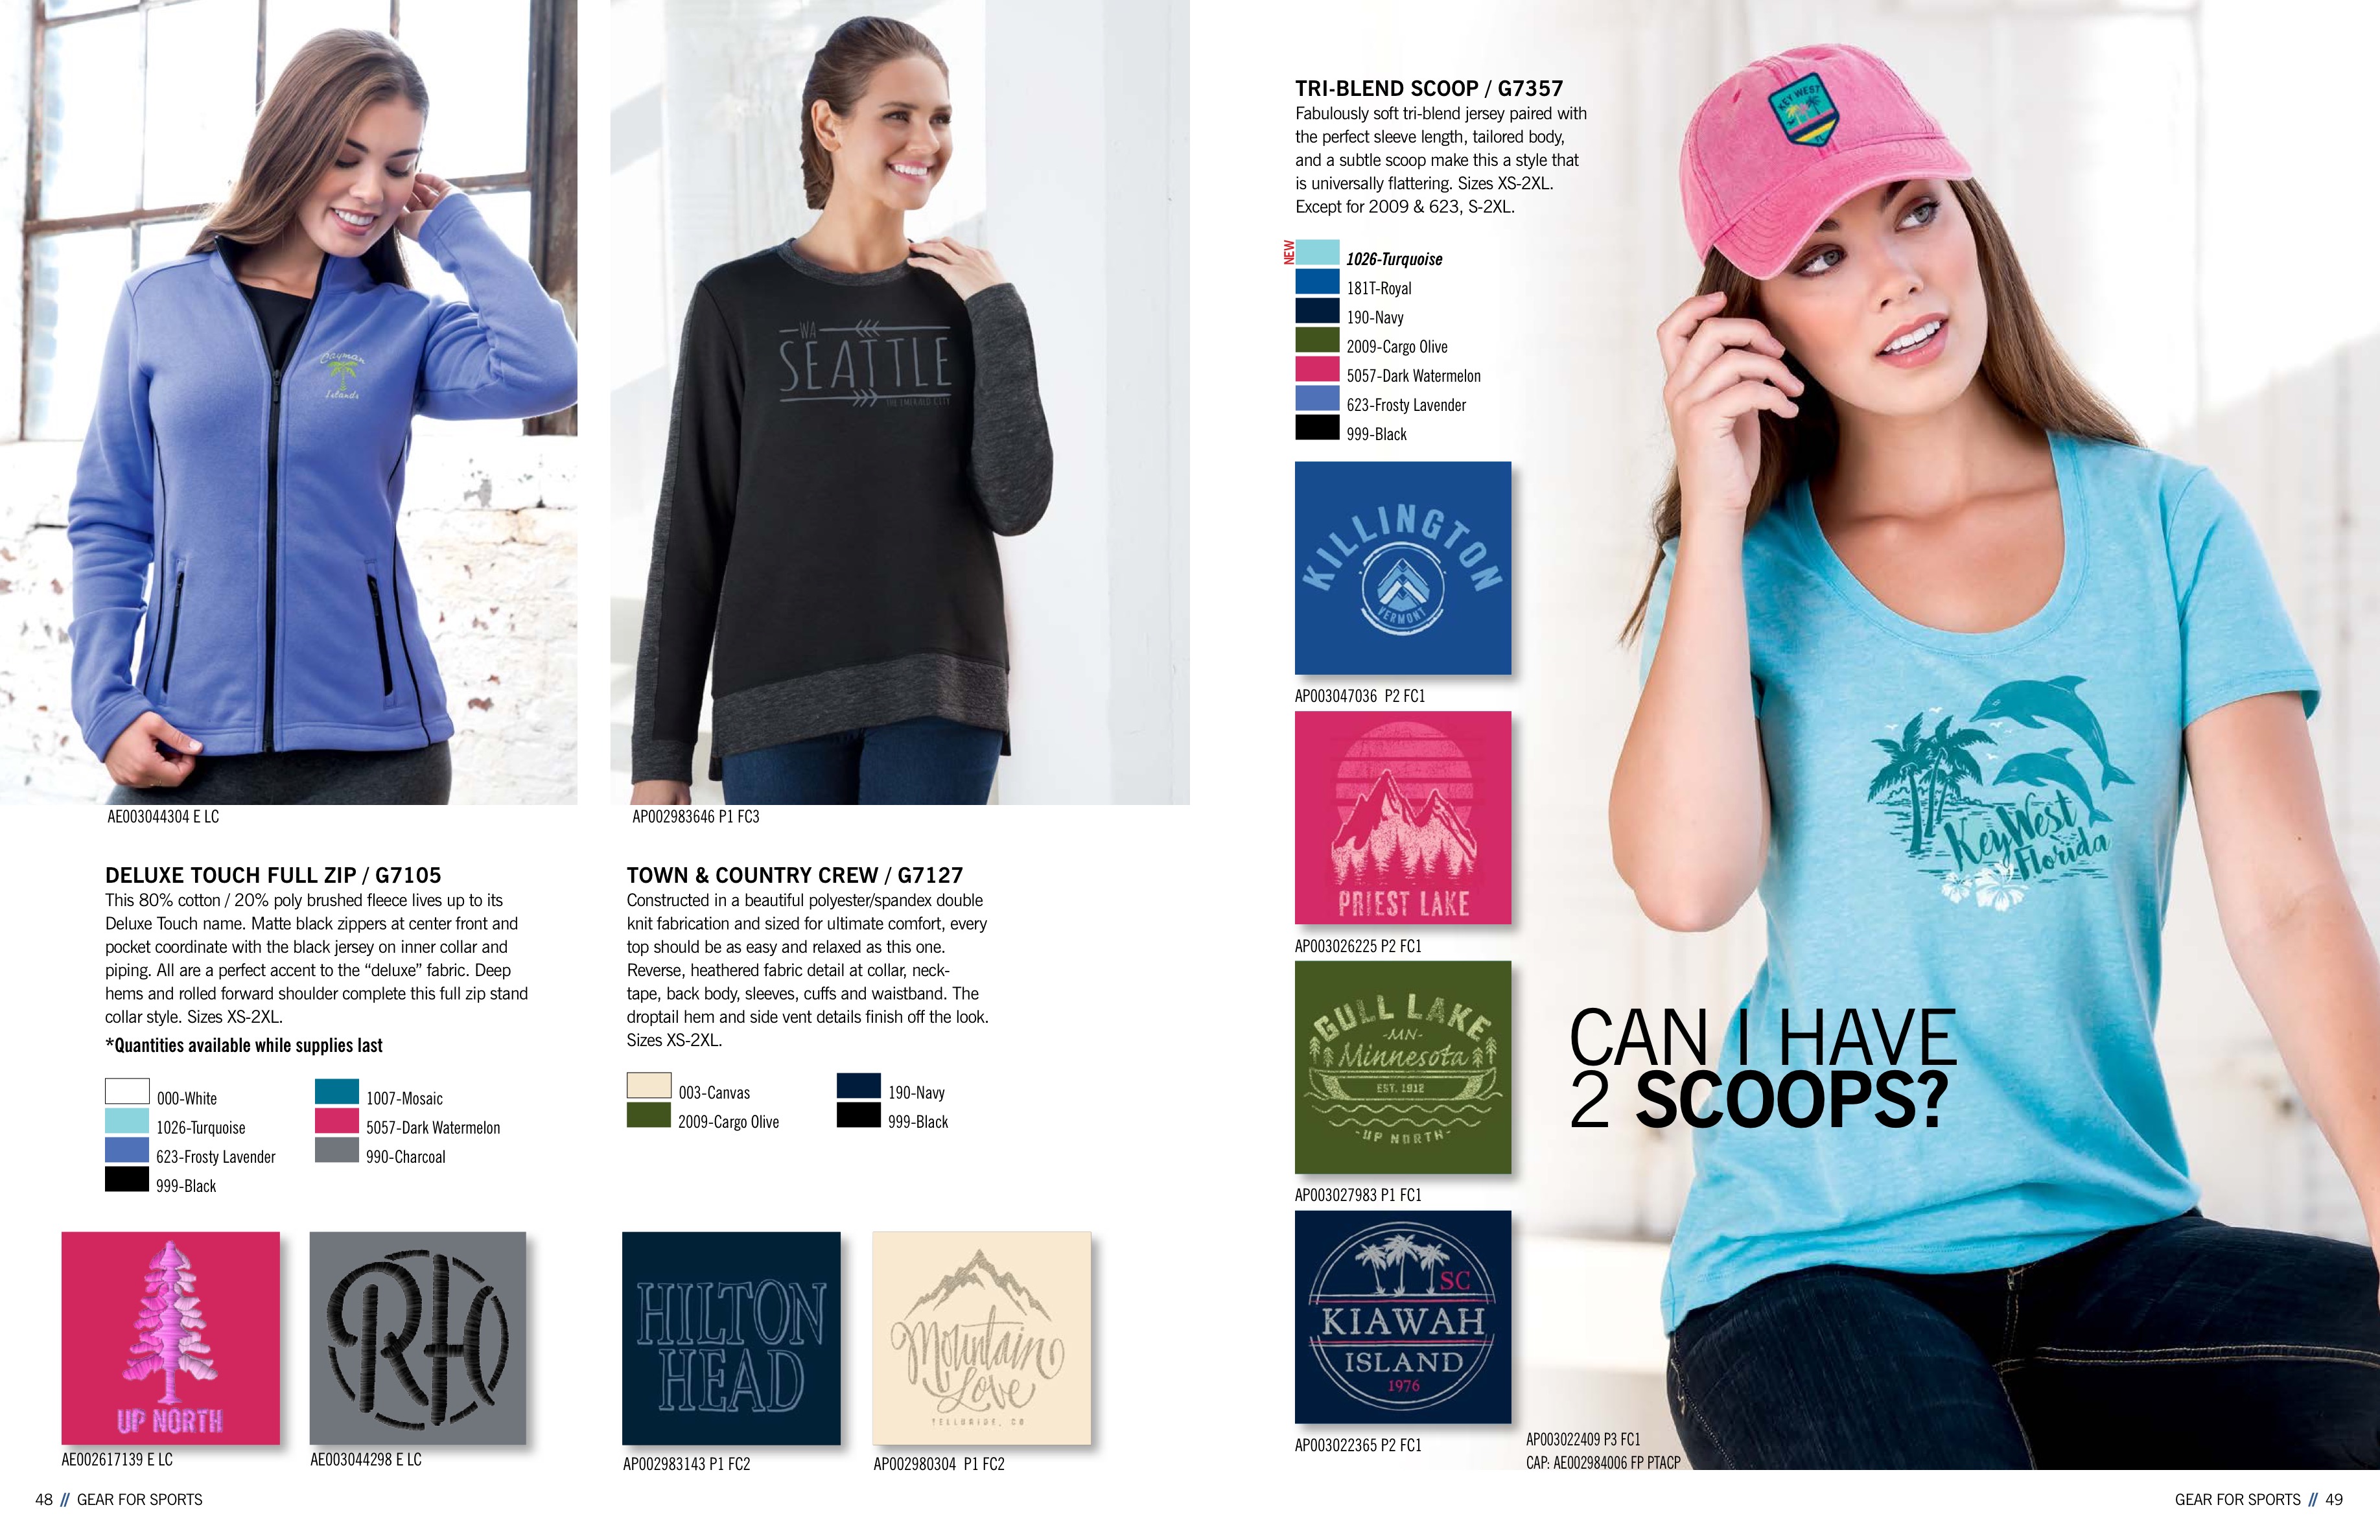 Cayman
Islands
AE003044304 E LC
DELUXE TOUCH FULL ZIP / G7105
This 80% cotton / 20% poly brushed fleece lives up to its
Deluxe Touch name. Matte black zippers at center front and
pocket coordinate with the black jersey on inner collar and
piping. All are a perfect accent to the “deluxe” fabric. Deep
hems and rolled forward shoulder complete this full zip stand
collar style. Sizes XS-2XL.
*Quantities available while supplies last
000-White
1026-Turquoise
623-Frosty Lavender
999-Black
1007-Mosaic
5057-Dark Watermelon
990-Charcoal
UP NORTH
AE002617139 E LC
RH
AE003044298 E LC
WA
SEATTLE
THE EMERALD CITY
AP002983646 P1 FC3
TOWN & COUNTRY CREW / G7127
Constructed in a beautiful polyester/spandex double
knit fabrication and sized for ultimate comfort, every
top should be as easy and relaxed as this one.
Reverse, heathered fabric detail at collar, neck-
tape, back body, sleeves, cuffs and waistband. The
droptail hem and side vent details finish off the look.
Sizes XS-2XL.
003-Canvas
2009-Cargo Olive
190-Navy
999-Black
HILTON
HEAD
AP002983143 P1 FC2
Mountain
Love
TELLURIDE, CO
AP002980304 P1 FC2
48 // GEAR FOR SPORTS
TRI-BLEND SCOOP / G7357
Fabulously soft tri-blend jersey paired with
the perfect sleeve length, tailored body,
and a subtle scoop make this a style that
is universally flattering. Sizes XS-2XL.
Except for 2009 & 623, S-2XL.
NEW
1026-Turquoise
181T-Royal
190-Navy
2009-Cargo Olive
5057-Dark Watermelon
623-Frosty Lavender
999-Black
KILLINGTON
VERMONT
AP003047036 P2 FC1
PRIEST LAKE
AP003026225 P2 FC1
GULL LAKE
-MN-
Minnesota
EST. 1912
-UP NORTH-
AP003027983 P1 FC1
SC
KIAWAH
ISLAND
1976
AP003022365 P2 FC1
KEY WEST
Key West
Florida
CAN I HAVE
2 SCOOPS?
AP003022409 P3 FC1
CAP: AE002984006 FP PTACP
GEAR FOR SPORTS // 49